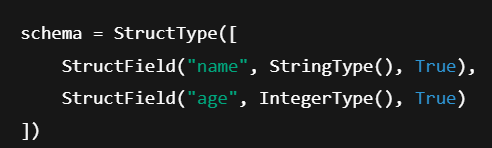 schema = StructType([
    StructField("name", StringType(), True),
    StructField("age", IntegerType(), True)
])